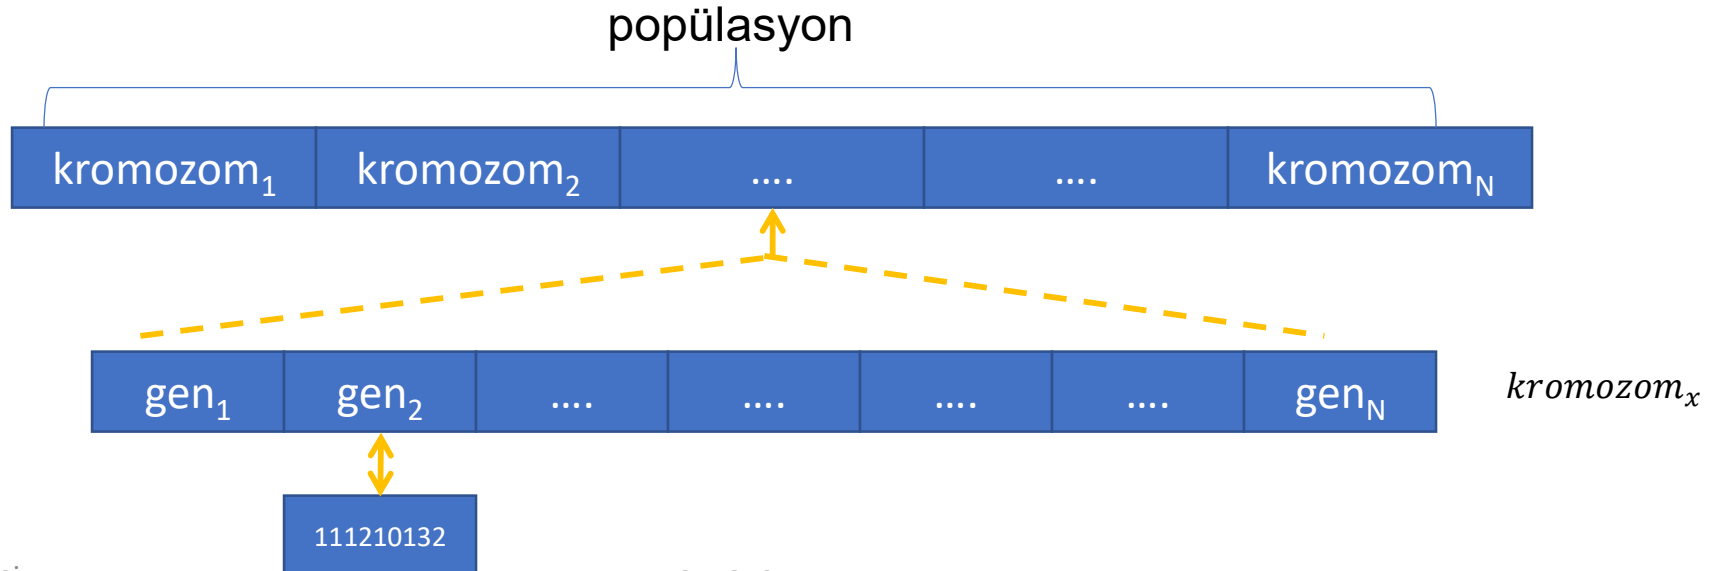 popülasyon
kromozom₁ kromozom₂ .... .... kromozomN
gen₁ gen₂ .... .... .... .... genN
kromozomₓ
111210132